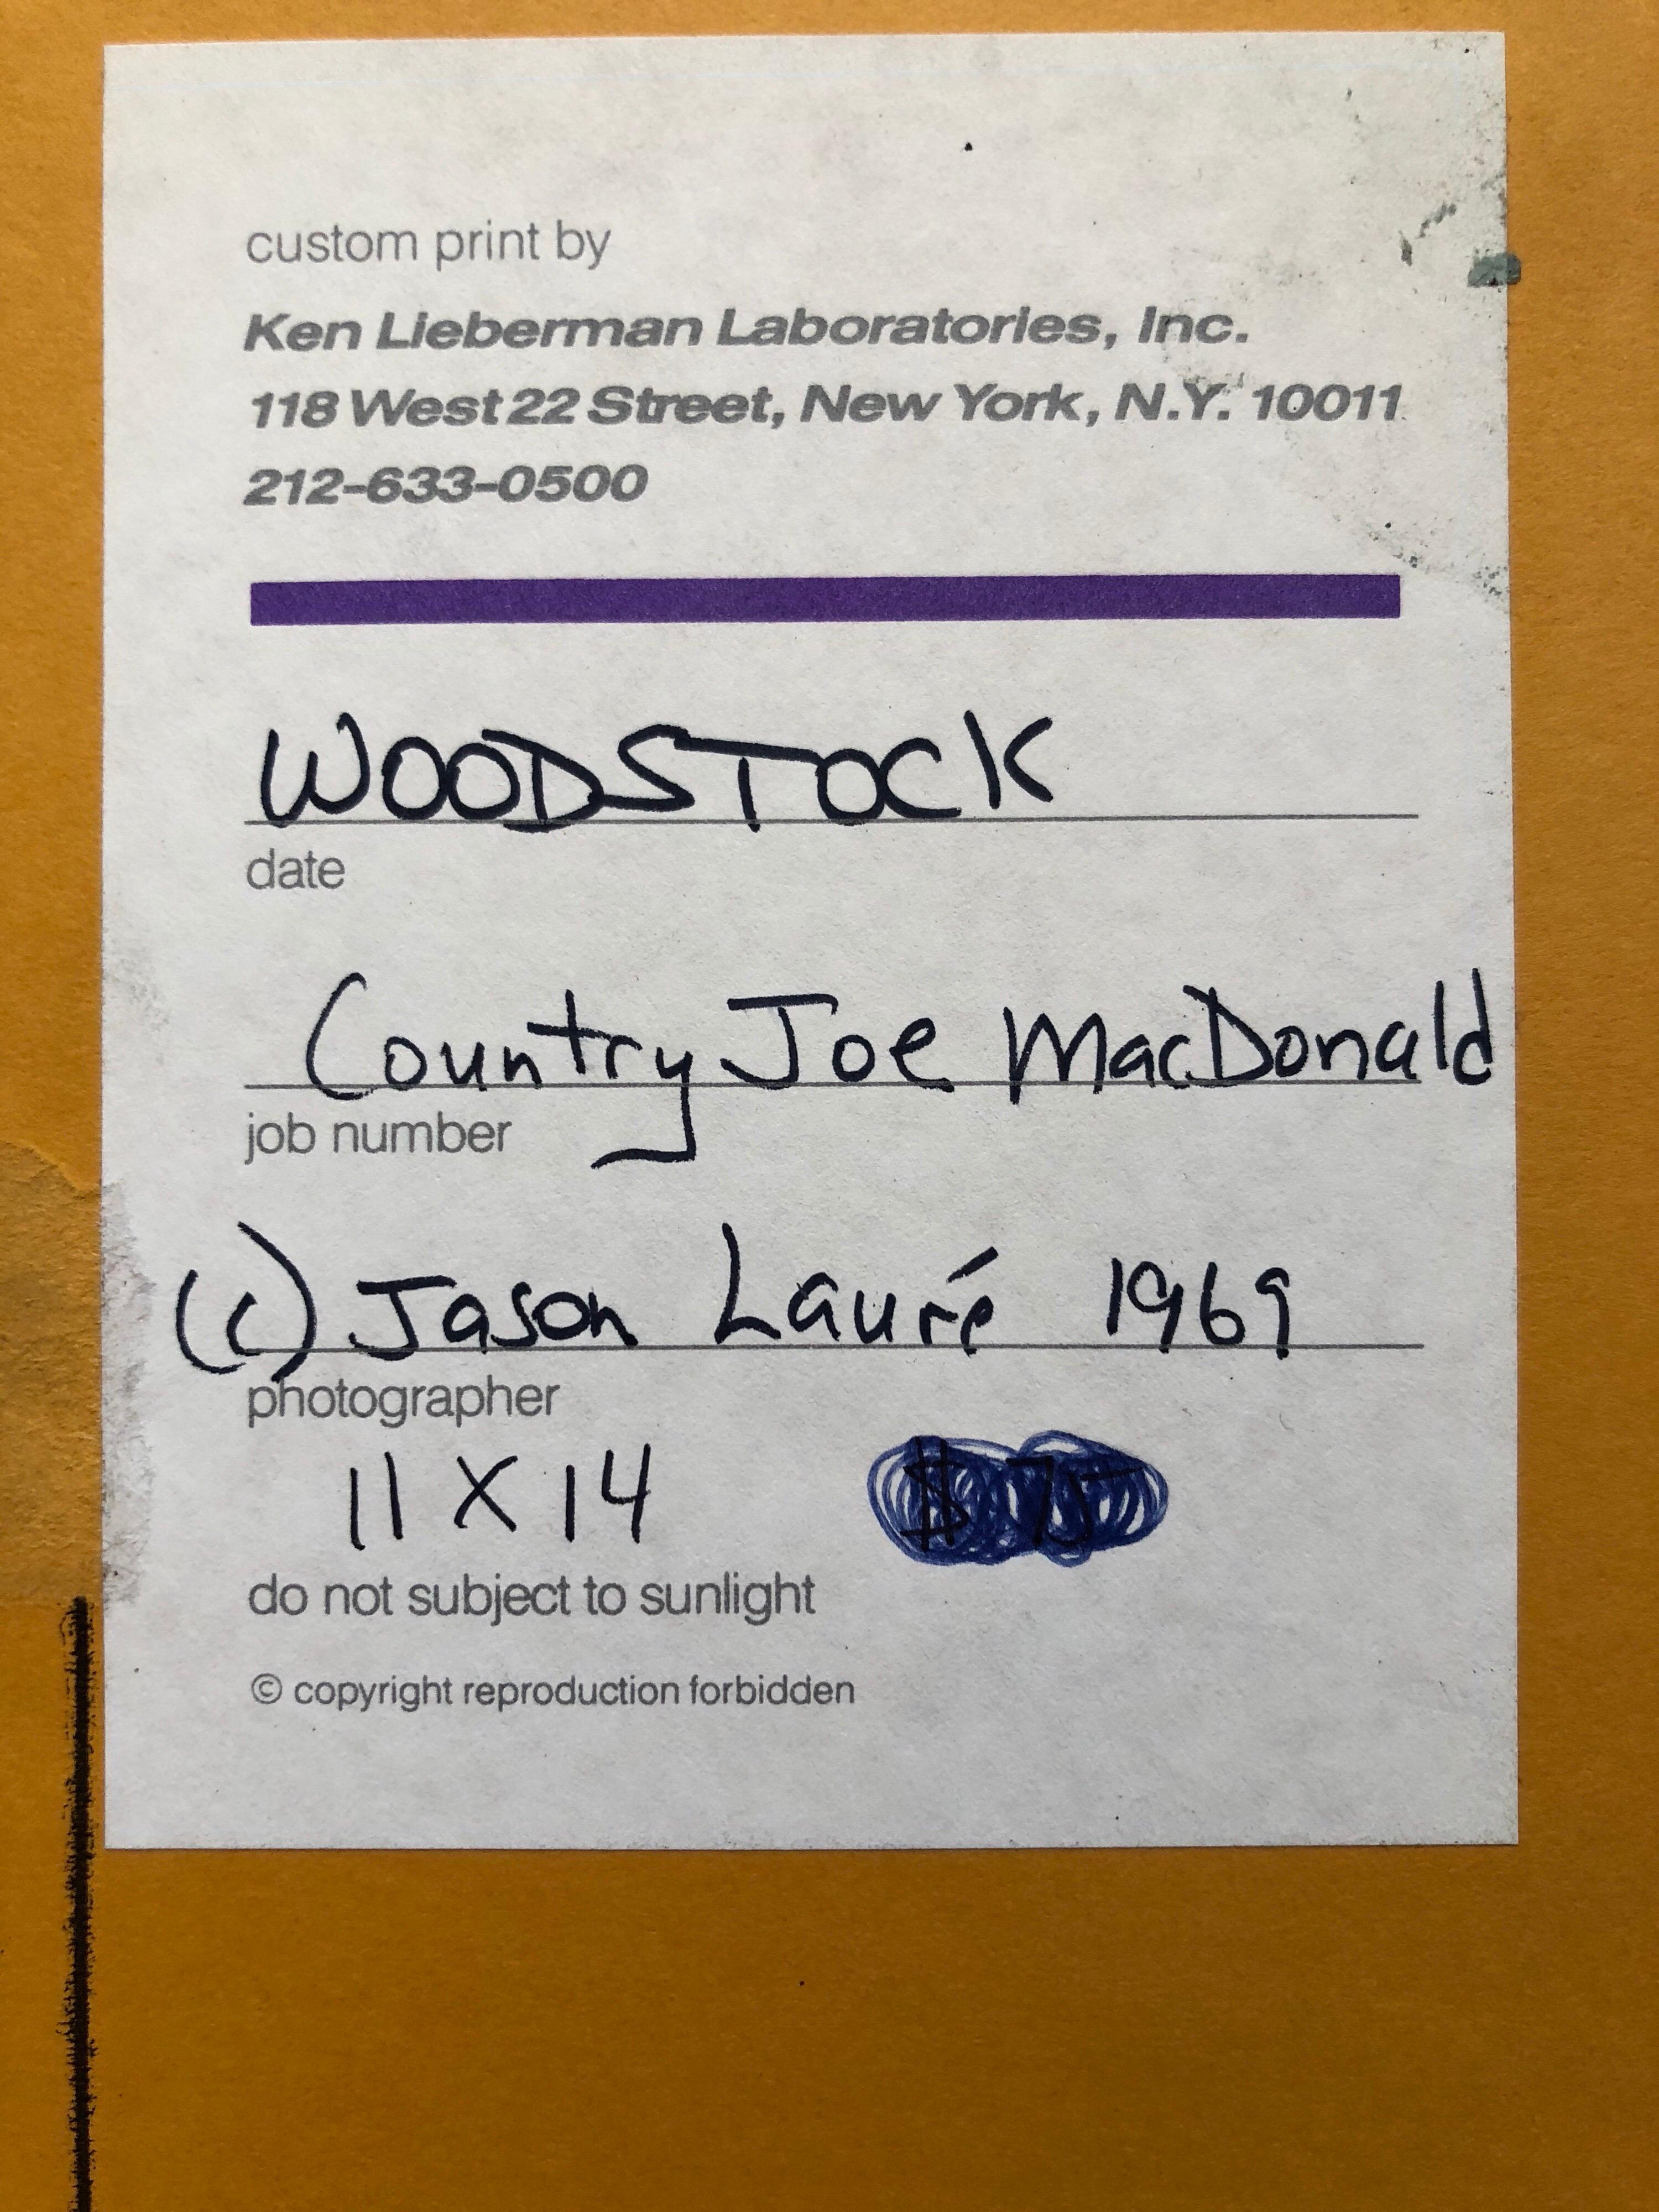 custom print by
Ken Lieberman Laboratories, Inc.
118 West 22 Street, New York, N.Y. 10011
212-633-0500
WOODSTOCK
date
Country Joe MacDonald
job number
(c) Jason Lauré 1969
photographer
11 X 14 $ 75
do not subject to sunlight
© copyright reproduction forbidden